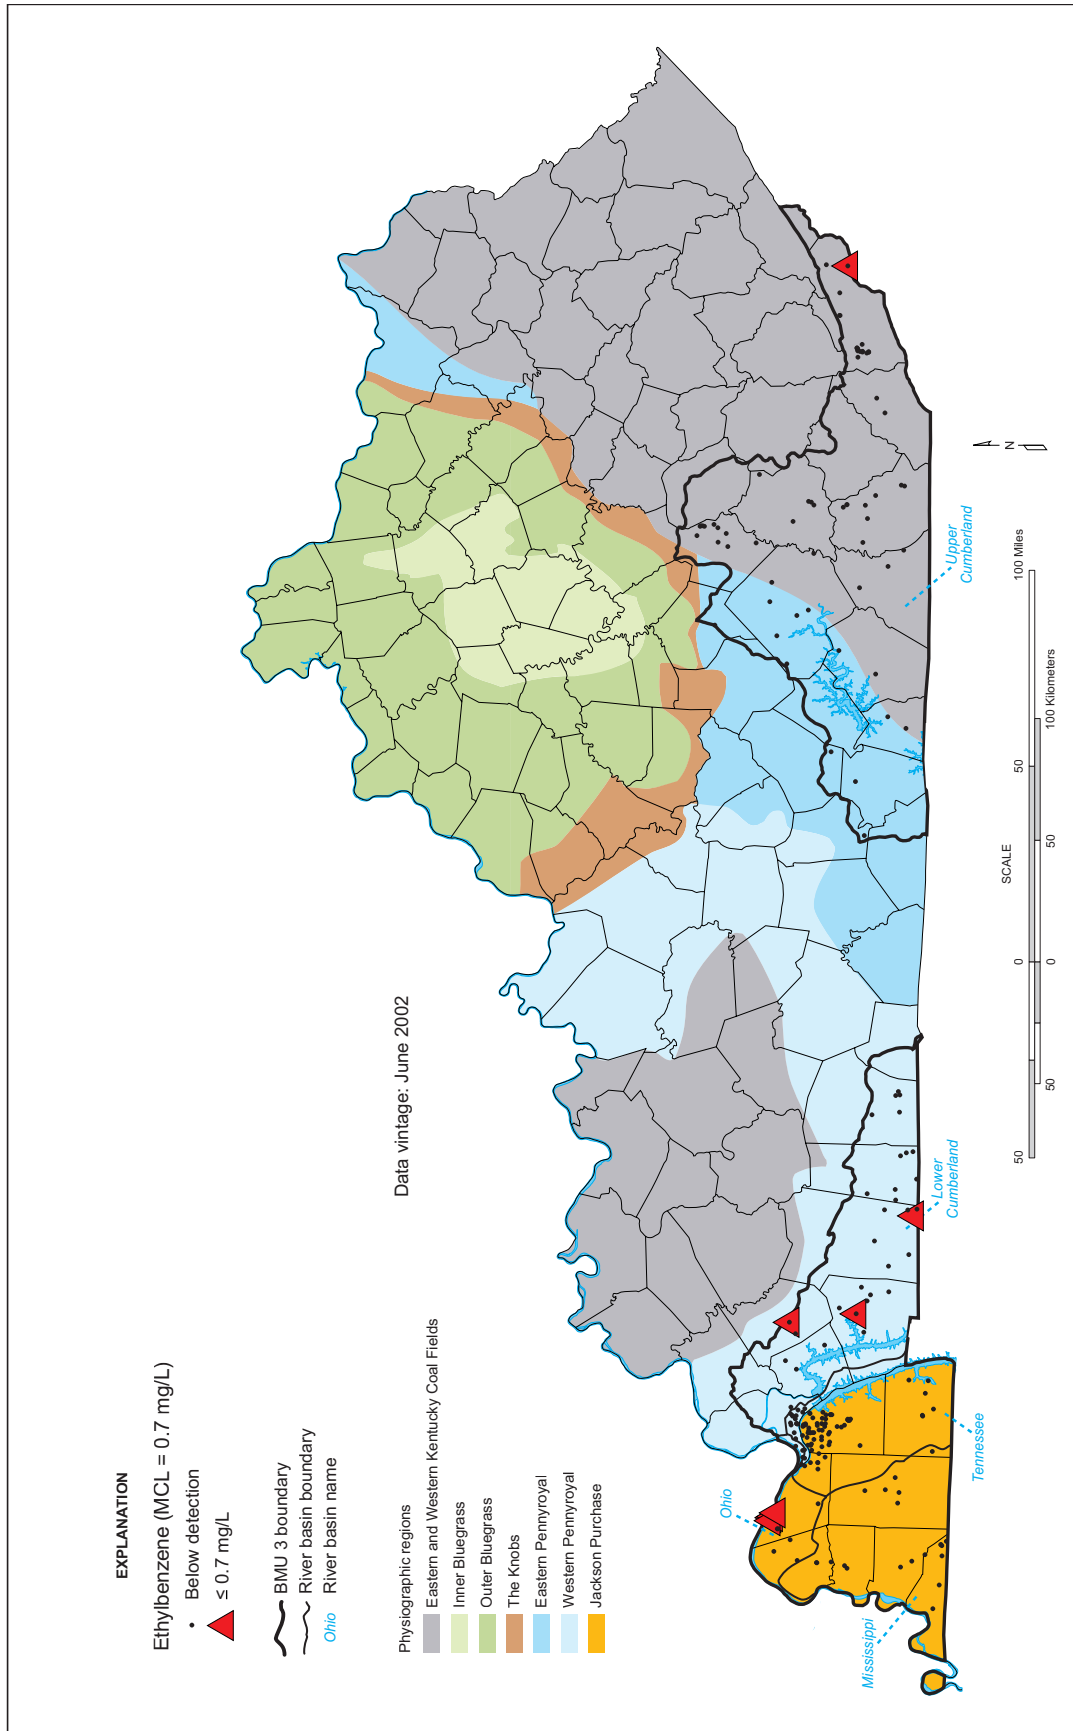 EXPLANATION
Ethylbenzene (MCL = 0.7 mg/L)
Below detection
≤ 0.7 mg/L
BMU 3 boundary
River basin boundary
Ohio River basin name
Physiographic regions
Eastern and Western Kentucky Coal Fields
Inner Bluegrass
Outer Bluegrass
The Knobs
Eastern Pennyroyal
Western Pennyroyal
Jackson Purchase
Data vintage: June 2002
Ohio
Mississippi
Tennessee
Lower
Cumberland
Upper
Cumberland
N
SCALE
50 0 50 100 Miles
50 0 50 100 Kilometers